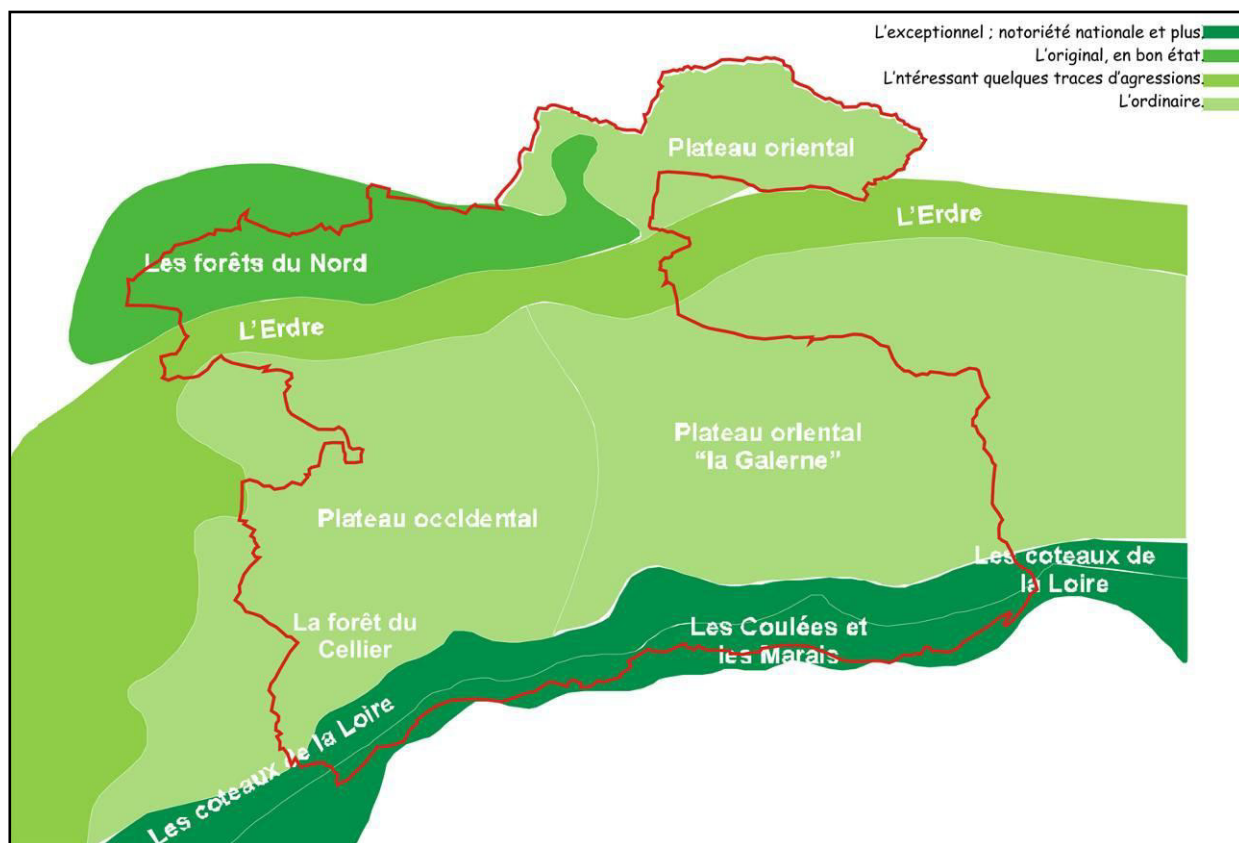 L'exceptionnel ; notoriété nationale et plus.
L'original, en bon état.
L'ntéressant quelques traces d'agressions.
L'ordinaire.
Plateau oriental
L'Erdre
Les forêts du Nord
L'Erdre
Plateau oriental
"la Galerne"
Plateau occidental
Les coteaux de
la Loire
La forêt du
Cellier
Les Coulées et
les Marais
Les coteaux de la Loire